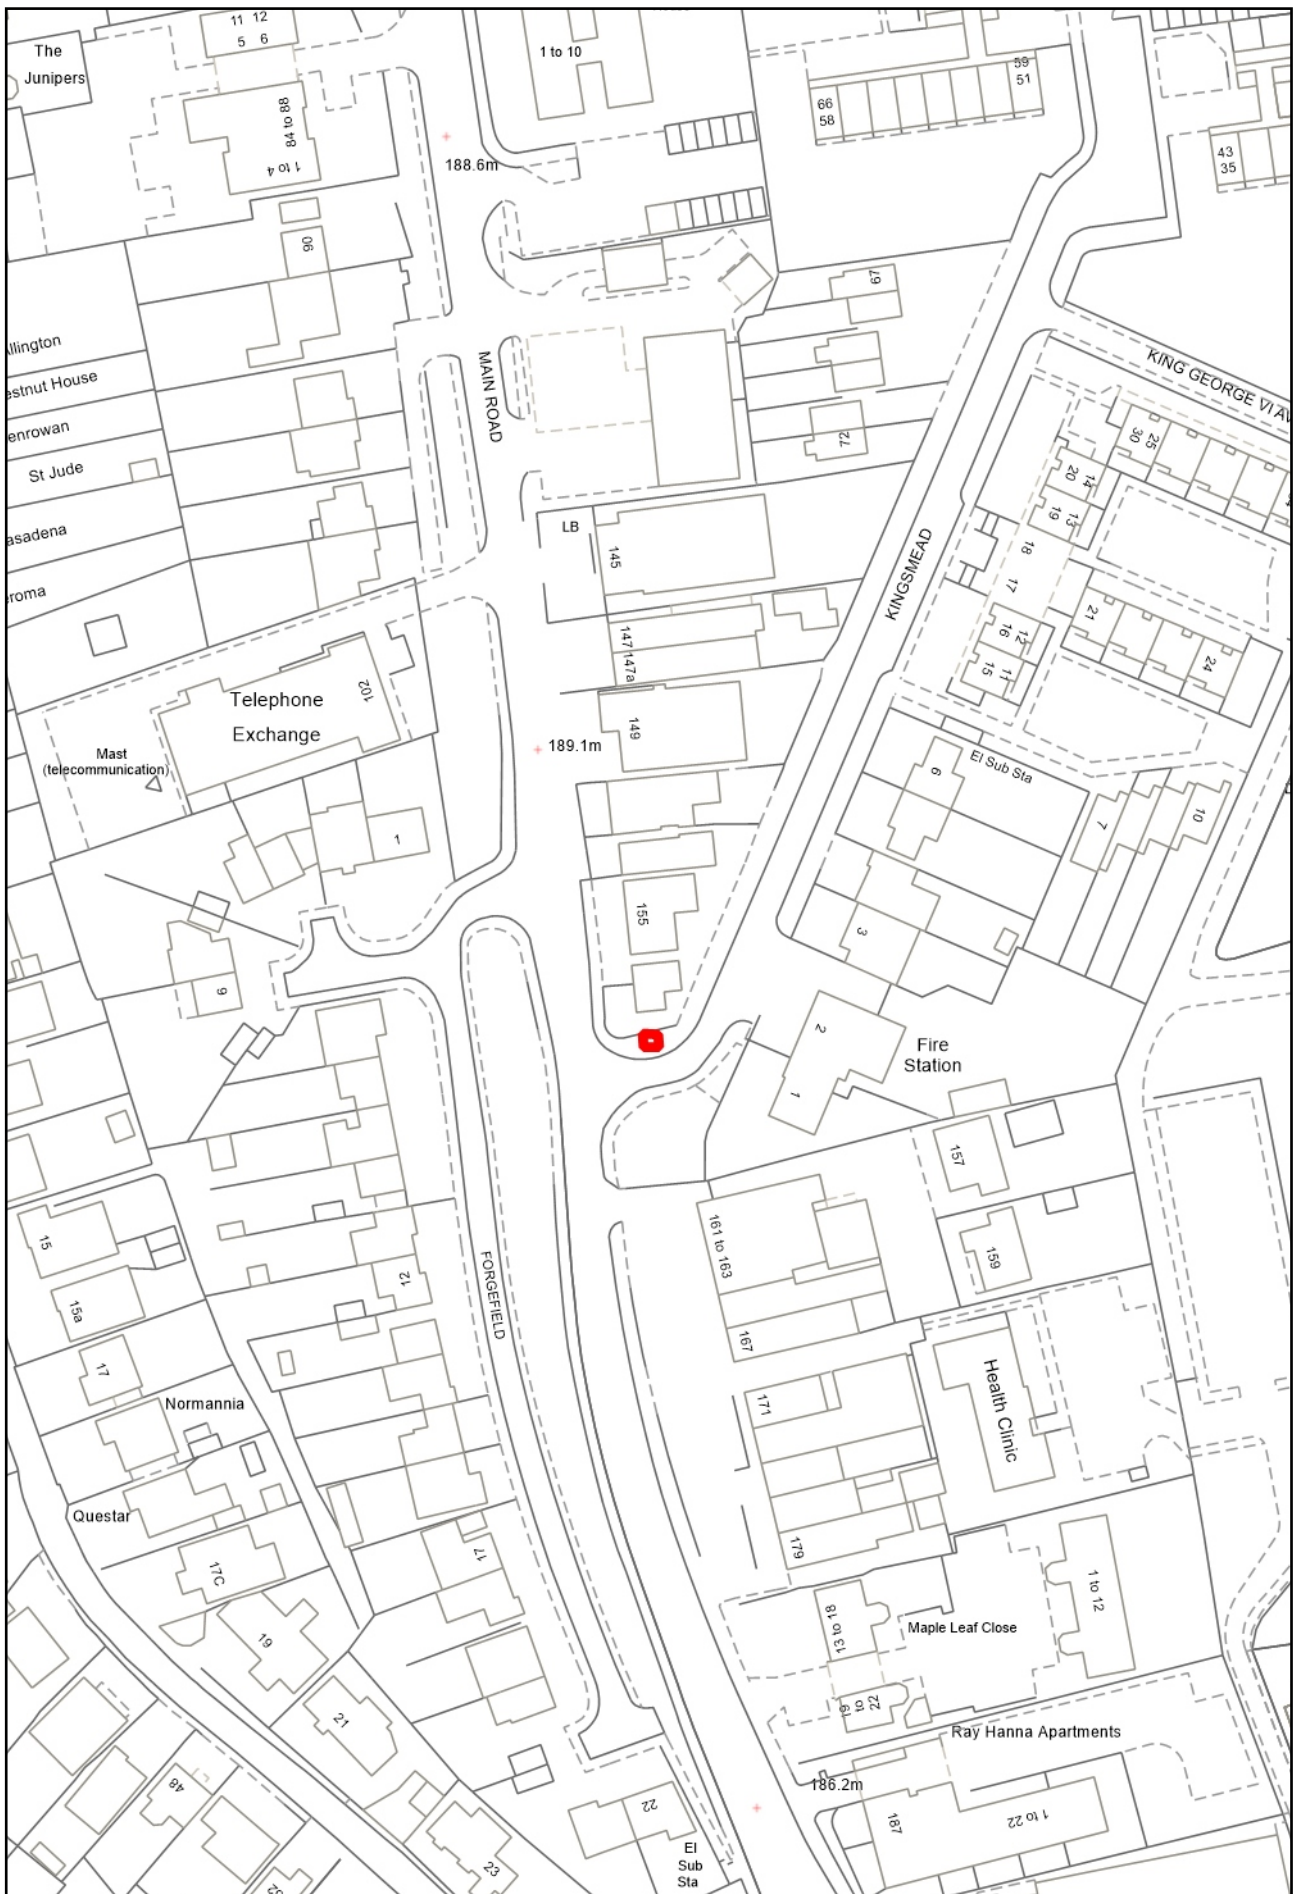 The
Junipers
11 12
5 6
1 to 10
59
51
66
58
84 to 88
1 to 4
43
35
188.6m
90
67
estnut House
enrowan
St Jude
asadena
MAIN ROAD
KING GEORGE VI AV
72
30
25
20
14
19
13
18
17
LB
145
KINGSMEAD
147
147a
16
12
15
11
21
24
102
Telephone
Exchange
149
189.1m
Mast
(telecommunication)
El Sub Sta
6
7
10
1
155
3
9
2
1
Fire
Station
157
15
161 to 163
159
FORGEFIELD
12
15a
167
17
Normannia
171
Health Clinic
Questar
17
179
17C
1 to 12
13 to 18
Maple Leaf Close
19
22
to
19
21
Ray Hanna Apartments
48
186.2m
22
187
1 to 22
El
Sub
Sta
23